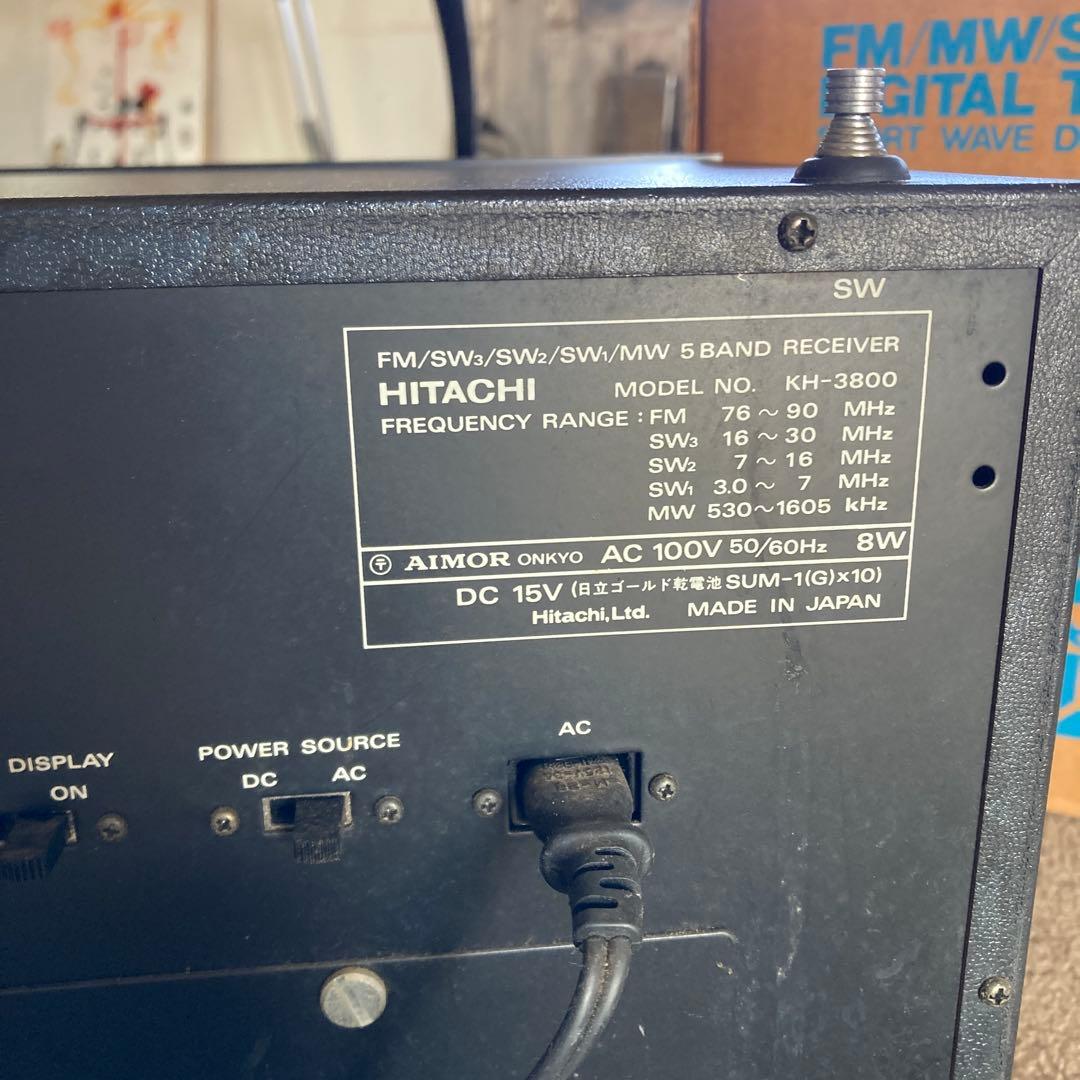 FM/MW/S
DIGITAL T
SHORT WAVE D
SW
FM/SW₃/SW₂/SW₁/MW 5 BAND RECEIVER
HITACHI MODEL NO. KH-3800
FREQUENCY RANGE : FM 76~90 MHz
SW₃ 16~30 MHz
SW₂ 7~16 MHz
SW₁ 3.0~7 MHz
MW 530~1605 kHz
〒 AIMOR ONKYO AC 100V 50/60Hz 8W
DC 15V (日立ゴールド乾電池 SUM-1(G)×10)
Hitachi, Ltd. MADE IN JAPAN
DISPLAY
ON
POWER SOURCE
DC AC
AC